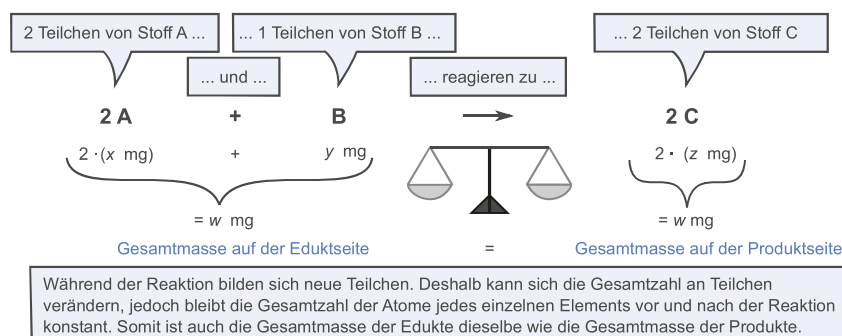 2 Teilchen von Stoff A ...
... 1 Teilchen von Stoff B ...
... 2 Teilchen von Stoff C
... und ...
... reagieren zu ...
2 A + B → 2 C
2 · (x mg) + y mg 2 · (z mg)
= w mg = w mg
Gesamtmasse auf der Eduktseite = Gesamtmasse auf der Produktseite
Während der Reaktion bilden sich neue Teilchen. Deshalb kann sich die Gesamtzahl an Teilchen
verändern, jedoch bleibt die Gesamtzahl der Atome jedes einzelnen Elements vor und nach der Reaktion
konstant. Somit ist auch die Gesamtmasse der Edukte dieselbe wie die Gesamtmasse der Produkte.